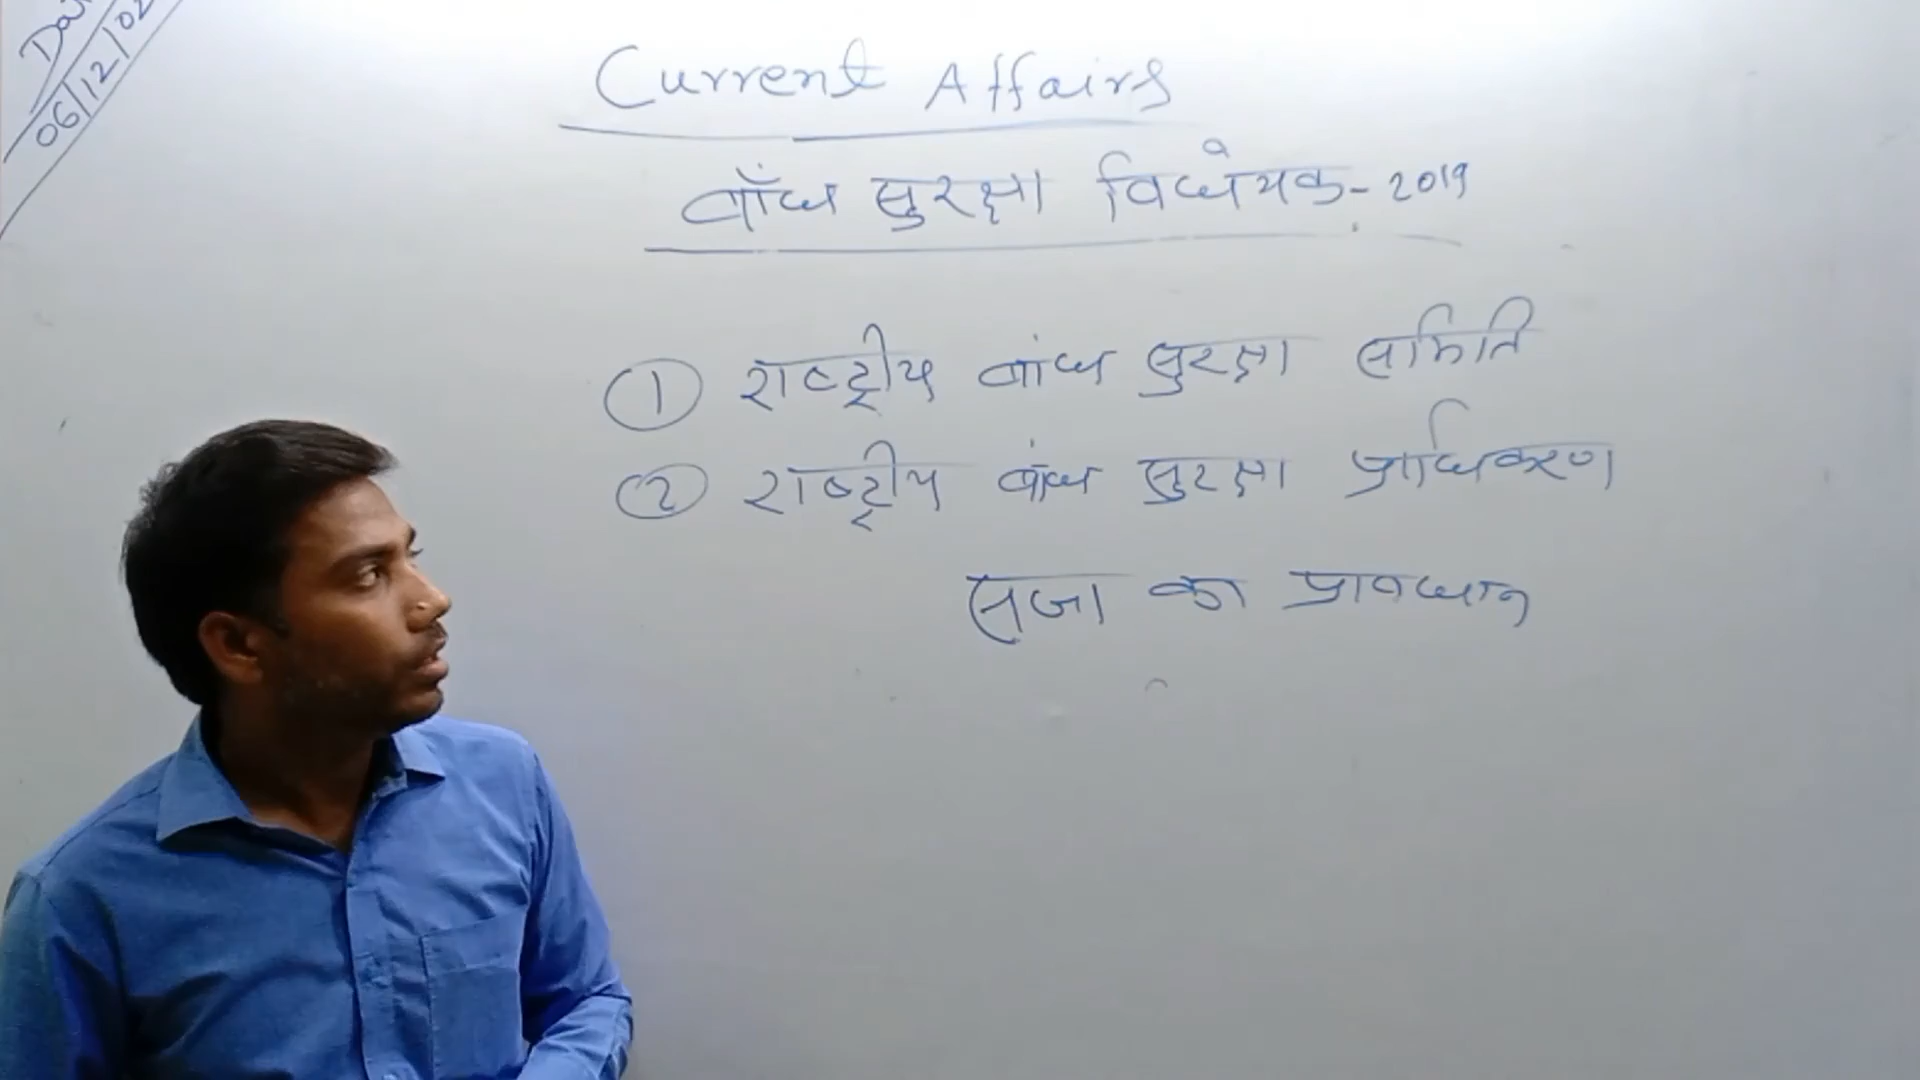 06/12/02
Current Affairs
बाँध सुरक्षा विधेयक-2019
① राष्ट्रीय बांध सुरक्षा समिति
② राष्ट्रीय बांध सुरक्षा प्राधिकरण
सजा का प्रावधान